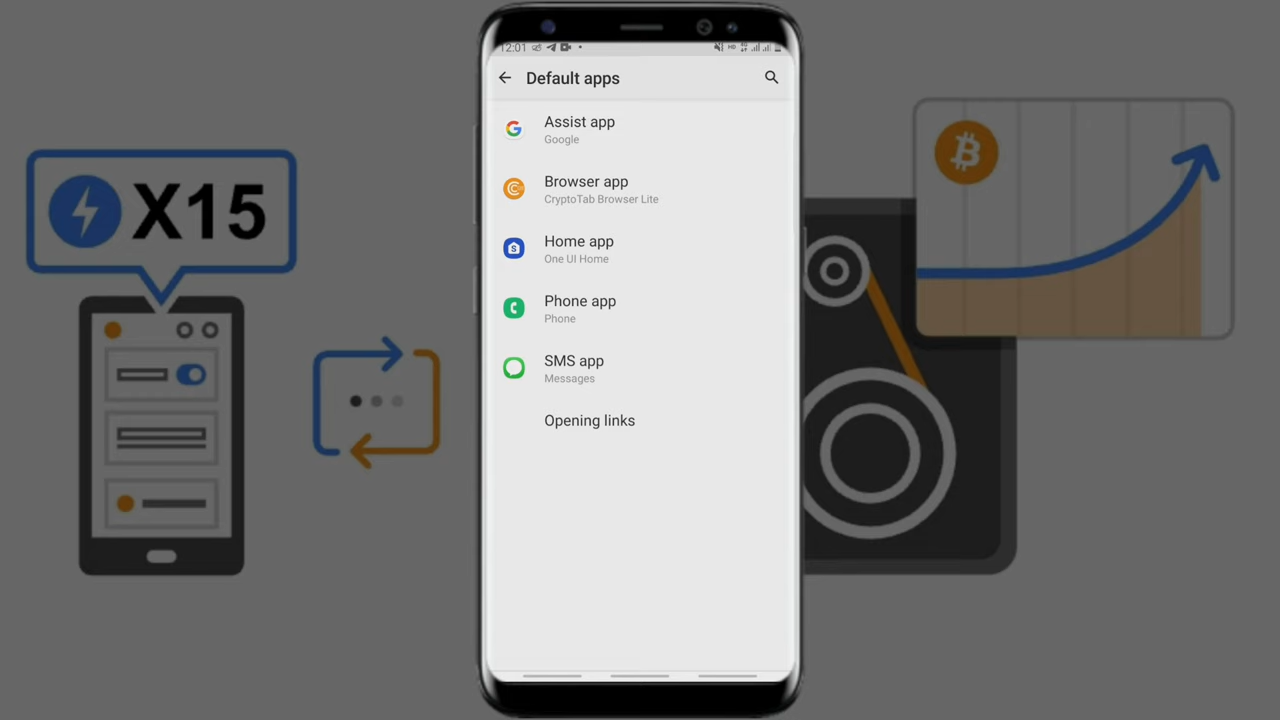 X15
12:01
HD
Default apps
Assist app
Google
Browser app
CryptoTab Browser Lite
Home app
One UI Home
Phone app
Phone
SMS app
Messages
Opening links